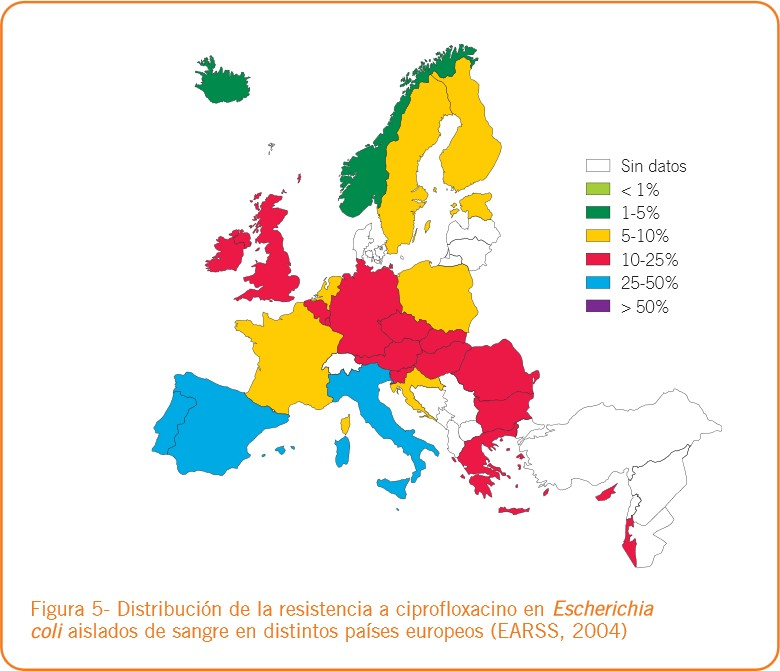 Sin datos
< 1%
1-5%
5-10%
10-25%
25-50%
> 50%
Figura 5- Distribución de la resistencia a ciprofloxacino en Escherichia
coli aislados de sangre en distintos países europeos (EARSS, 2004)